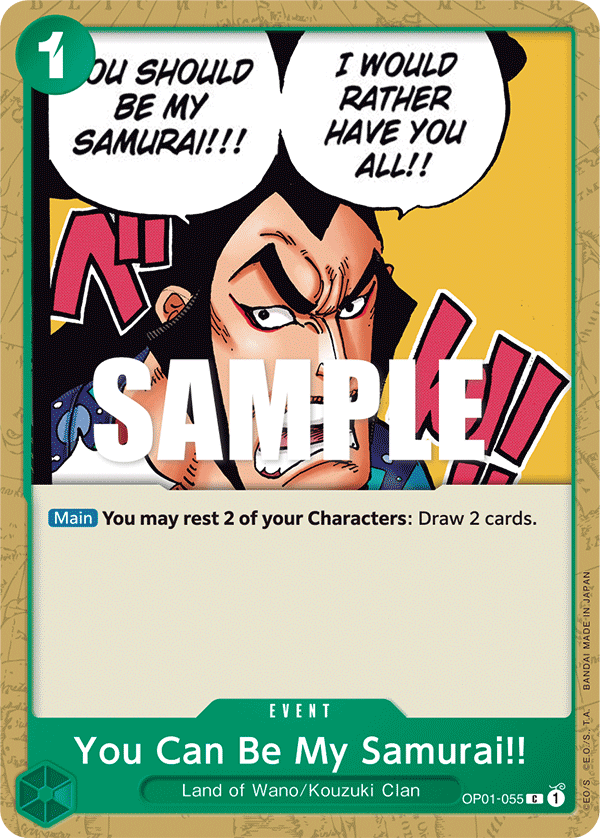 1
OU SHOULD
BE MY
SAMURAI!!!
I WOULD
RATHER
HAVE YOU
ALL!!
ベ
ん!!
SAMPLE
Main You may rest 2 of your Characters: Draw 2 cards.
EVENT
You Can Be My Samurai!!
Land of Wano/Kouzuki Clan
OP01-055 C 1
©E.O./S. ©E.O./S.,T.A. BANDAI MADE IN JAPAN